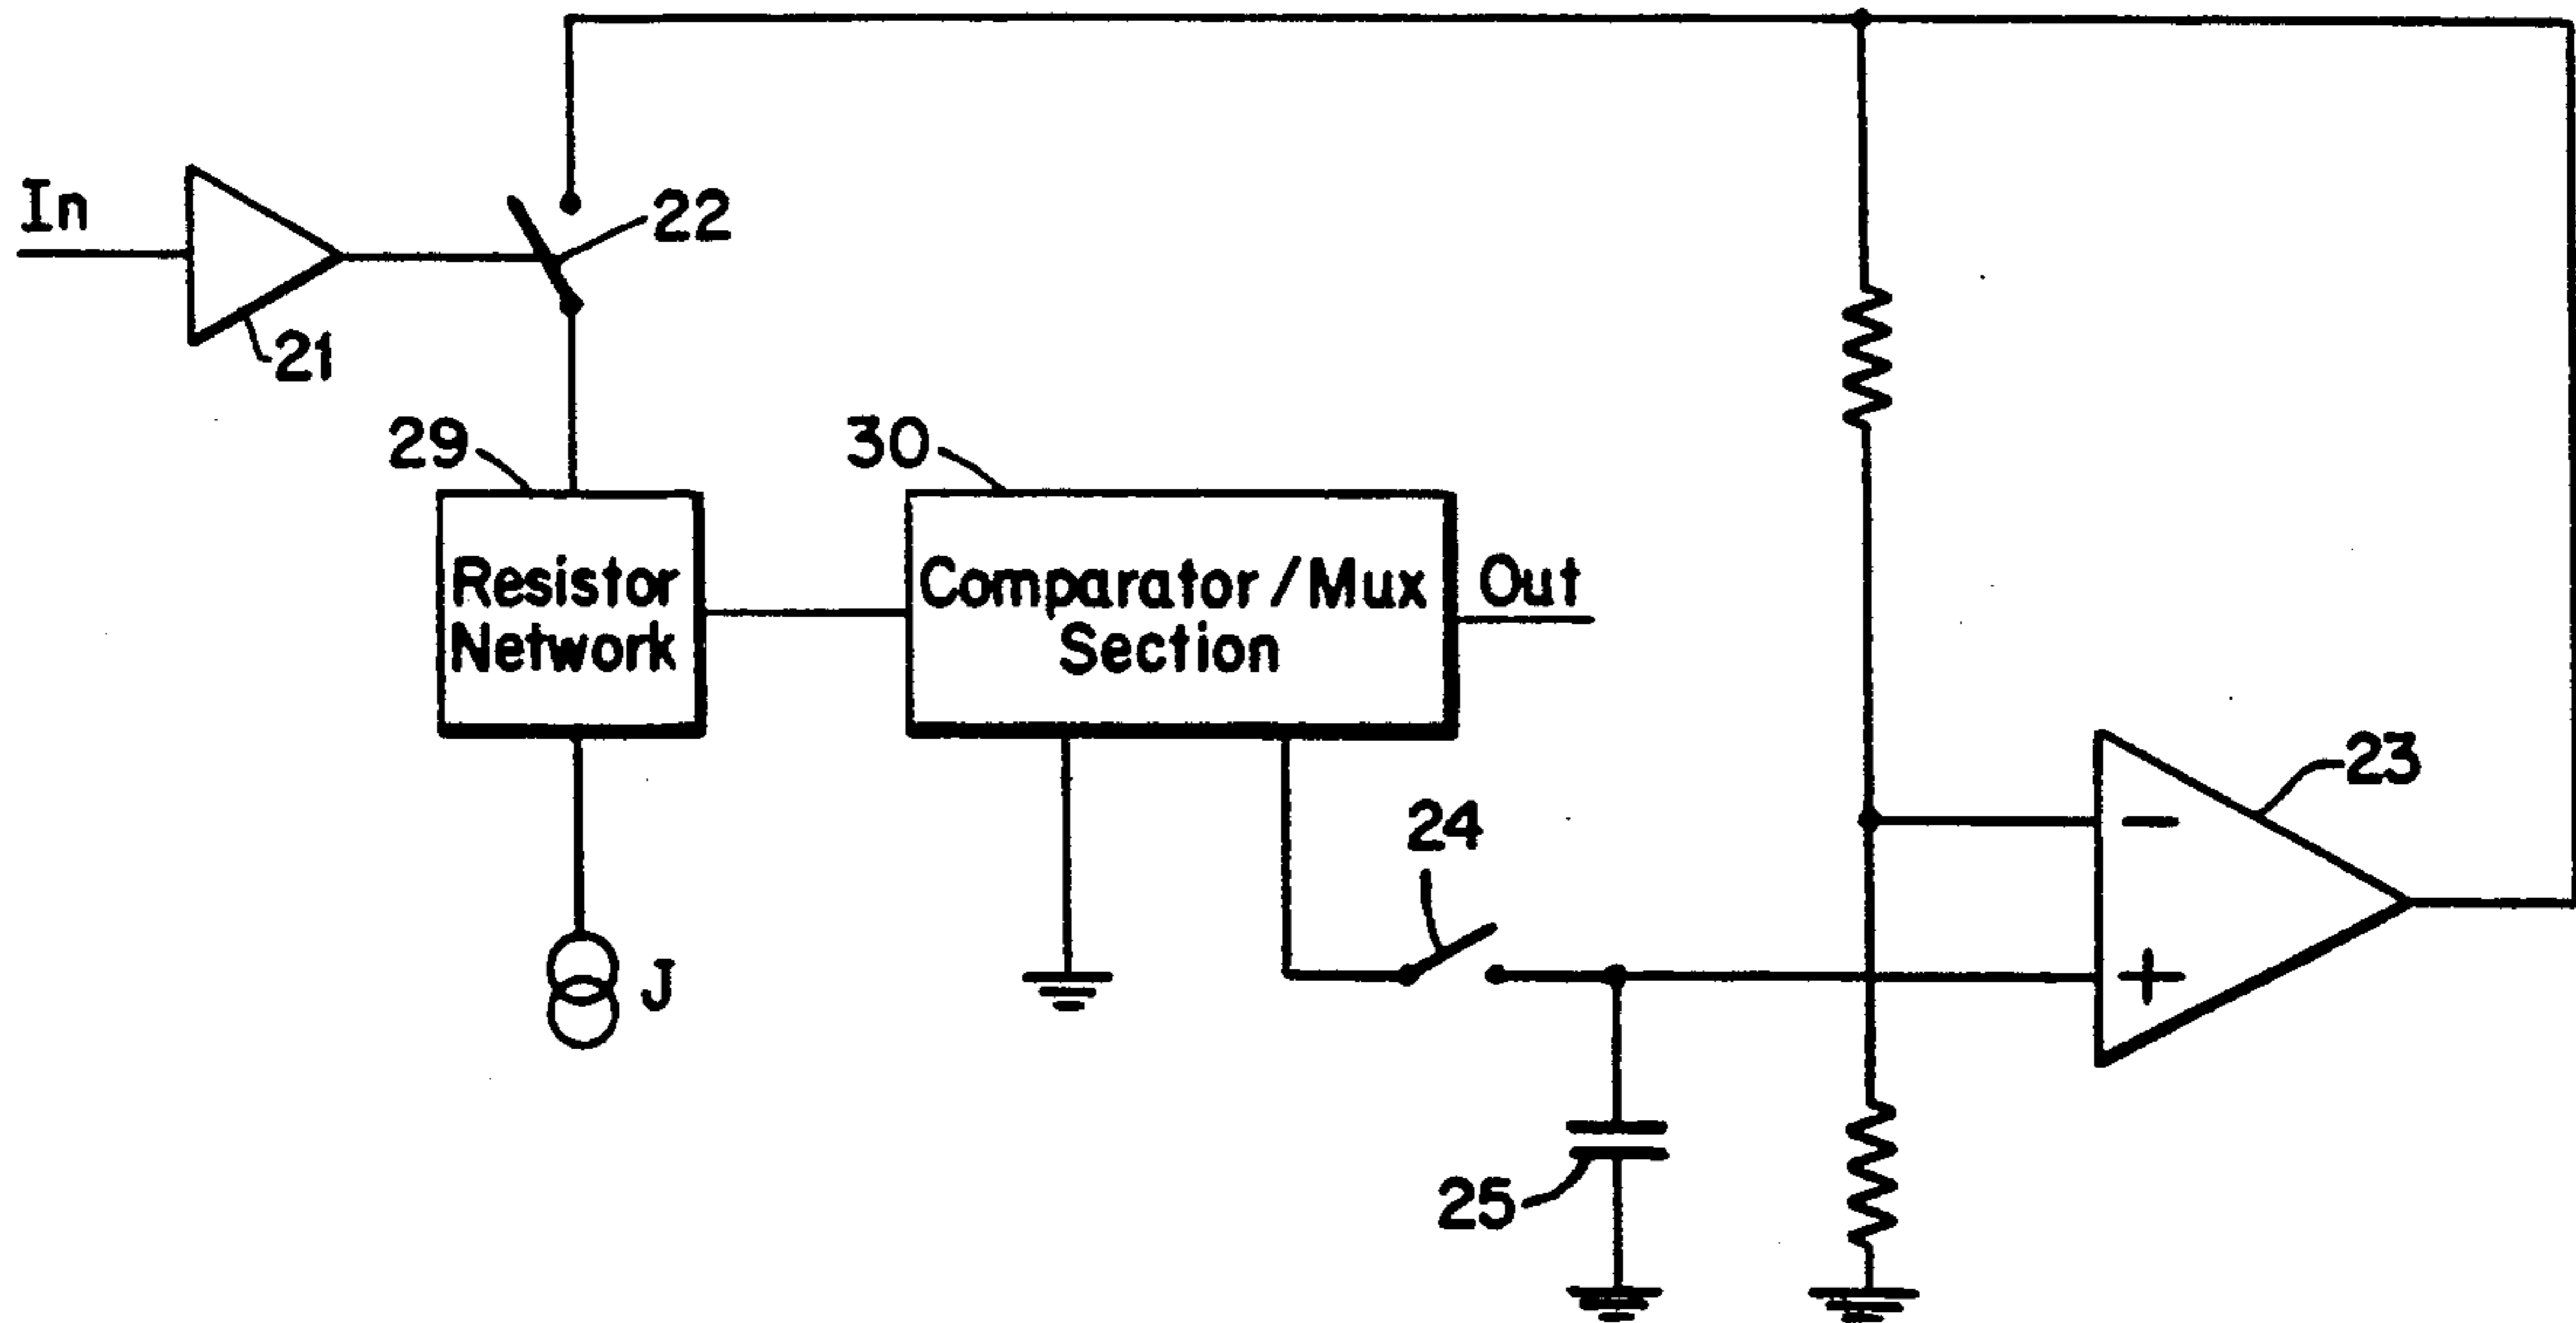 In
22
21
29
30
Resistor
Network
Comparator / Mux
Section
Out
23
−
24
+
J
25